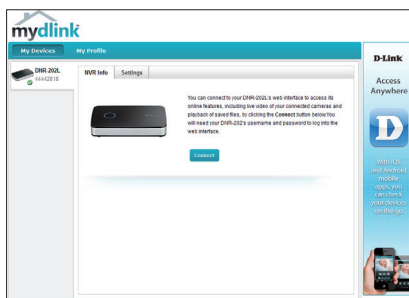 mydlink
My Devices
My Profile
DNR-202L
44442818
NVR Info
Settings
You can connect to your DNR-202L's web interface to access its
online features, including live video of your connected cameras and
playback of saved files, by clicking the Connect button below.You
will need your DNR-202's username and password to log into the
web interface.
Connect
D-Link
Access
Anywhere
D
With iOS
and Android
mobile
apps, you
can check
your devices
on-the-go